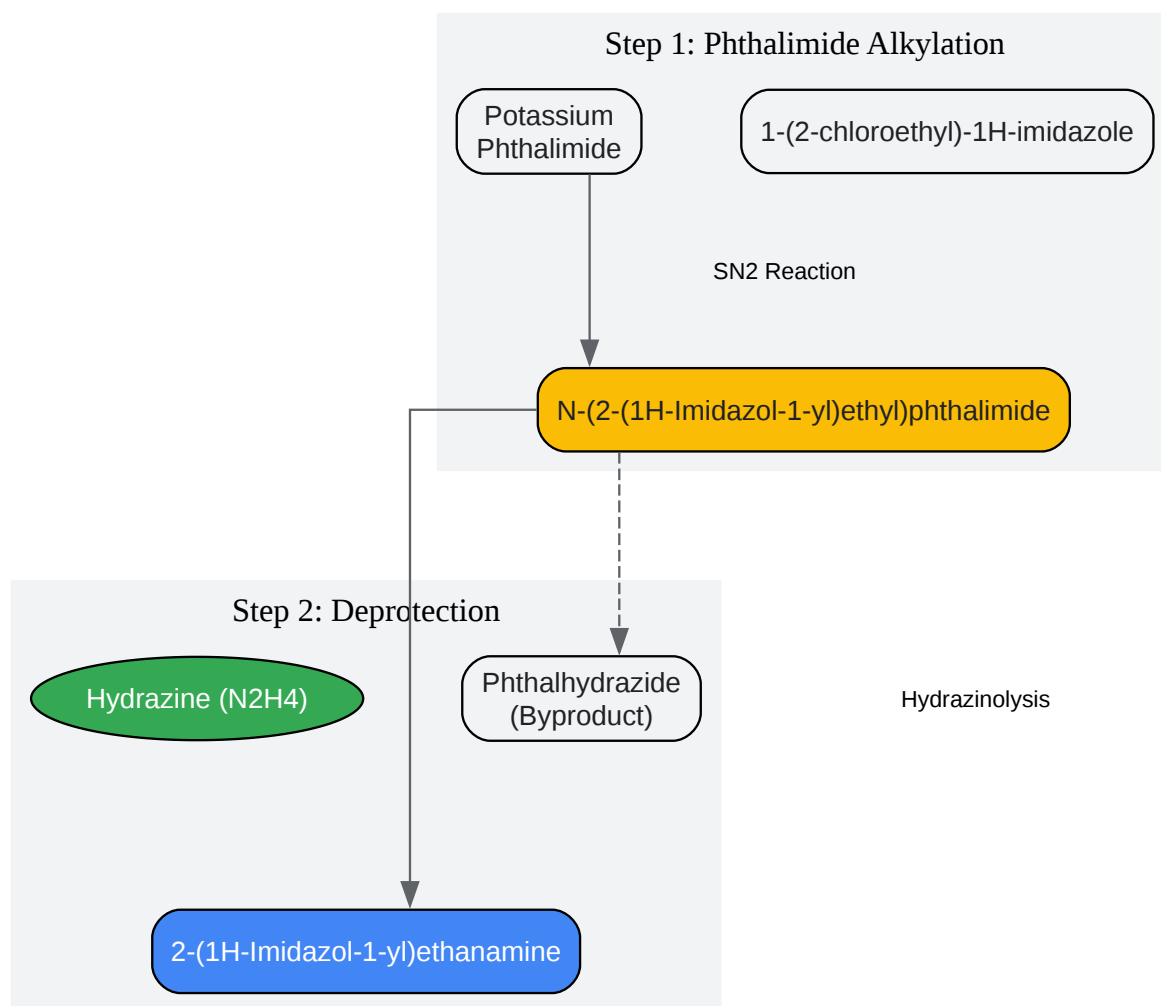 Step 1: Phthalimide Alkylation
Potassium
Phthalimide
1-(2-chloroethyl)-1H-imidazole
SN2 Reaction
N-(2-(1H-Imidazol-1-yl)ethyl)phthalimide
Step 2: Deprotection
Hydrazine (N2H4)
Phthalhydrazide
(Byproduct)
Hydrazinolysis
2-(1H-Imidazol-1-yl)ethanamine